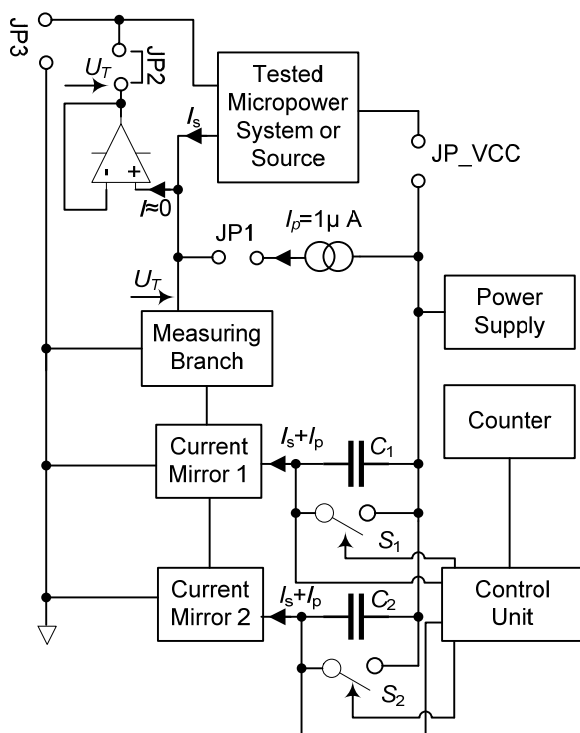 JP3
JP2
U_T
Tested
Micropower
System or
Source
I_s
JP_VCC
- +
I≈0
JP1
I_p=1µ A
U_T
Measuring
Branch
Power
Supply
Counter
Current
Mirror 1
I_s+I_p
C_1
S_1
Current
Mirror 2
I_s+I_p
C_2
S_2
Control
Unit